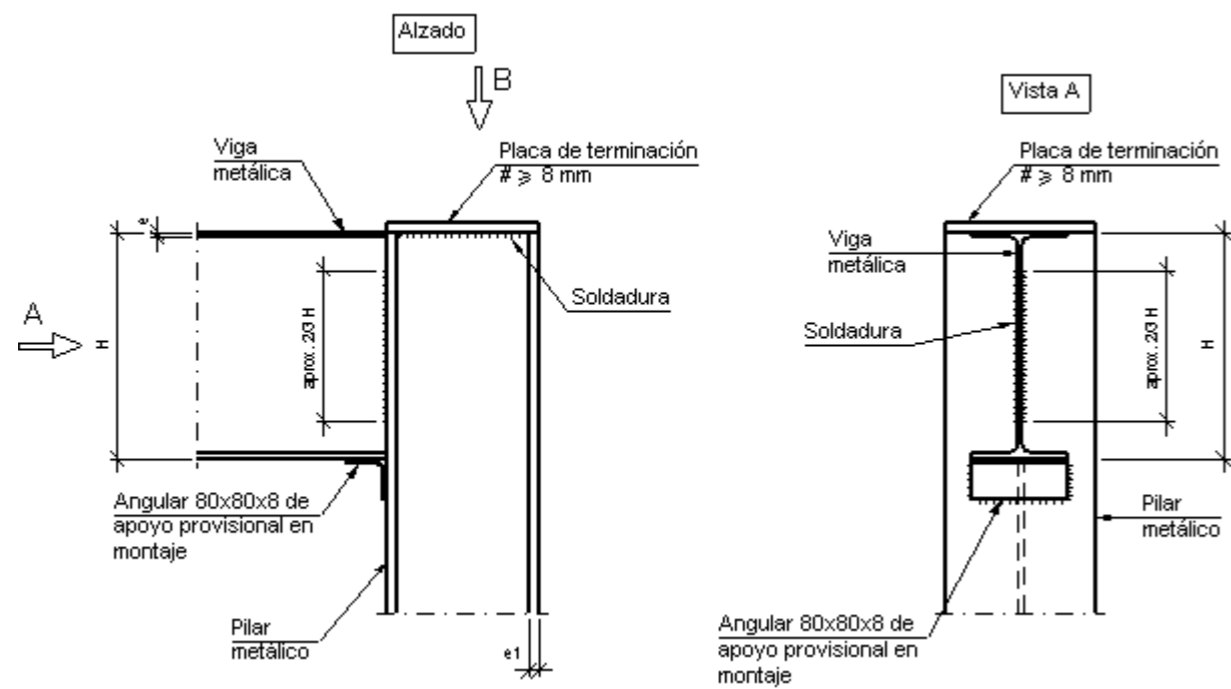 Alzado
B
Viga
metálica
Placa de terminación
# ⩾ 8 mm
e
Soldadura
A
H
aprox. 2/3 H
Angular 80x80x8 de
apoyo provisional en
montaje
Pilar
metálico
e1
Vista A
Placa de terminación
# ⩾ 8 mm
Viga
metálica
Soldadura
aprox. 2/3 H
H
Pilar
metálico
Angular 80x80x8 de
apoyo provisional en
montaje